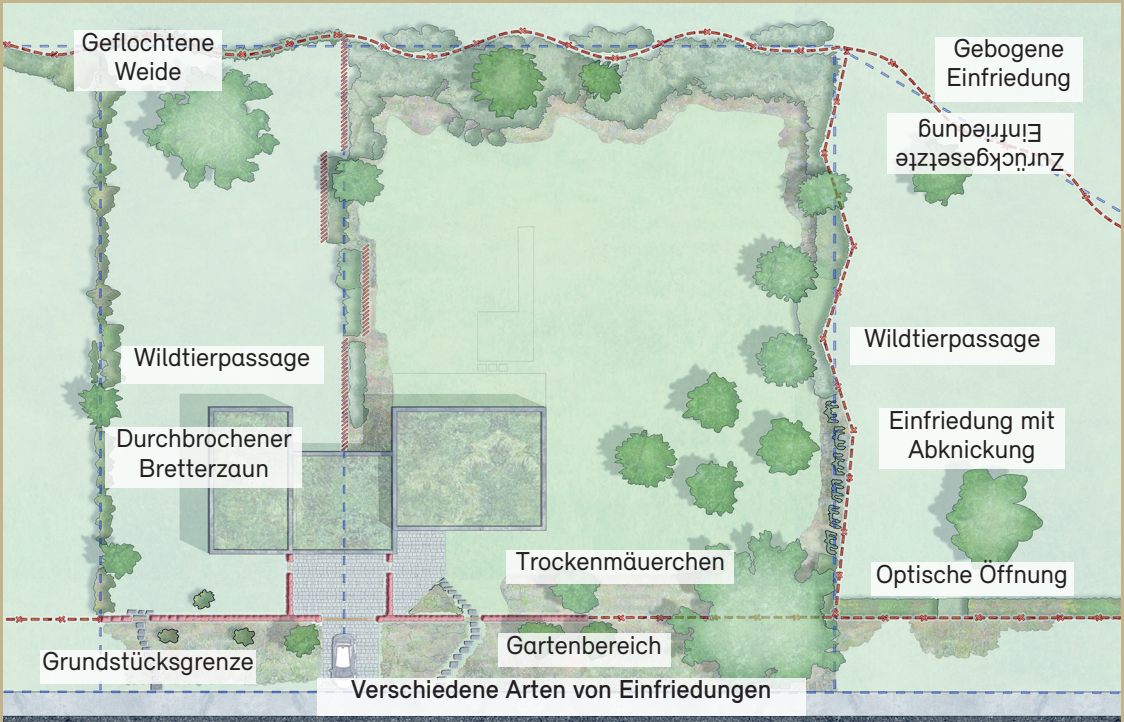 Geflochtene
Weide
Gebogene
Einfriedung
Zurückgesetzte
Einfriedung
Wildtierpassage
Wildtierpassage
Durchbrochener
Bretterzaun
Einfriedung mit
Abknickung
Trockenmäuerchen
Optische Öffnung
Gartenbereich
Grundstücksgrenze
Verschiedene Arten von Einfriedungen